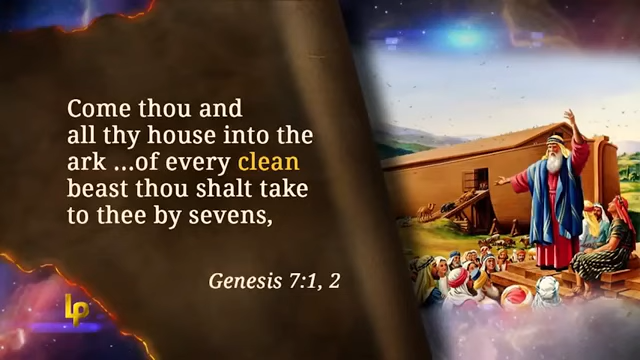 Come thou and
all thy house into the
ark ...of every clean
beast thou shalt take
to thee by sevens,
Genesis 7:1, 2
LP